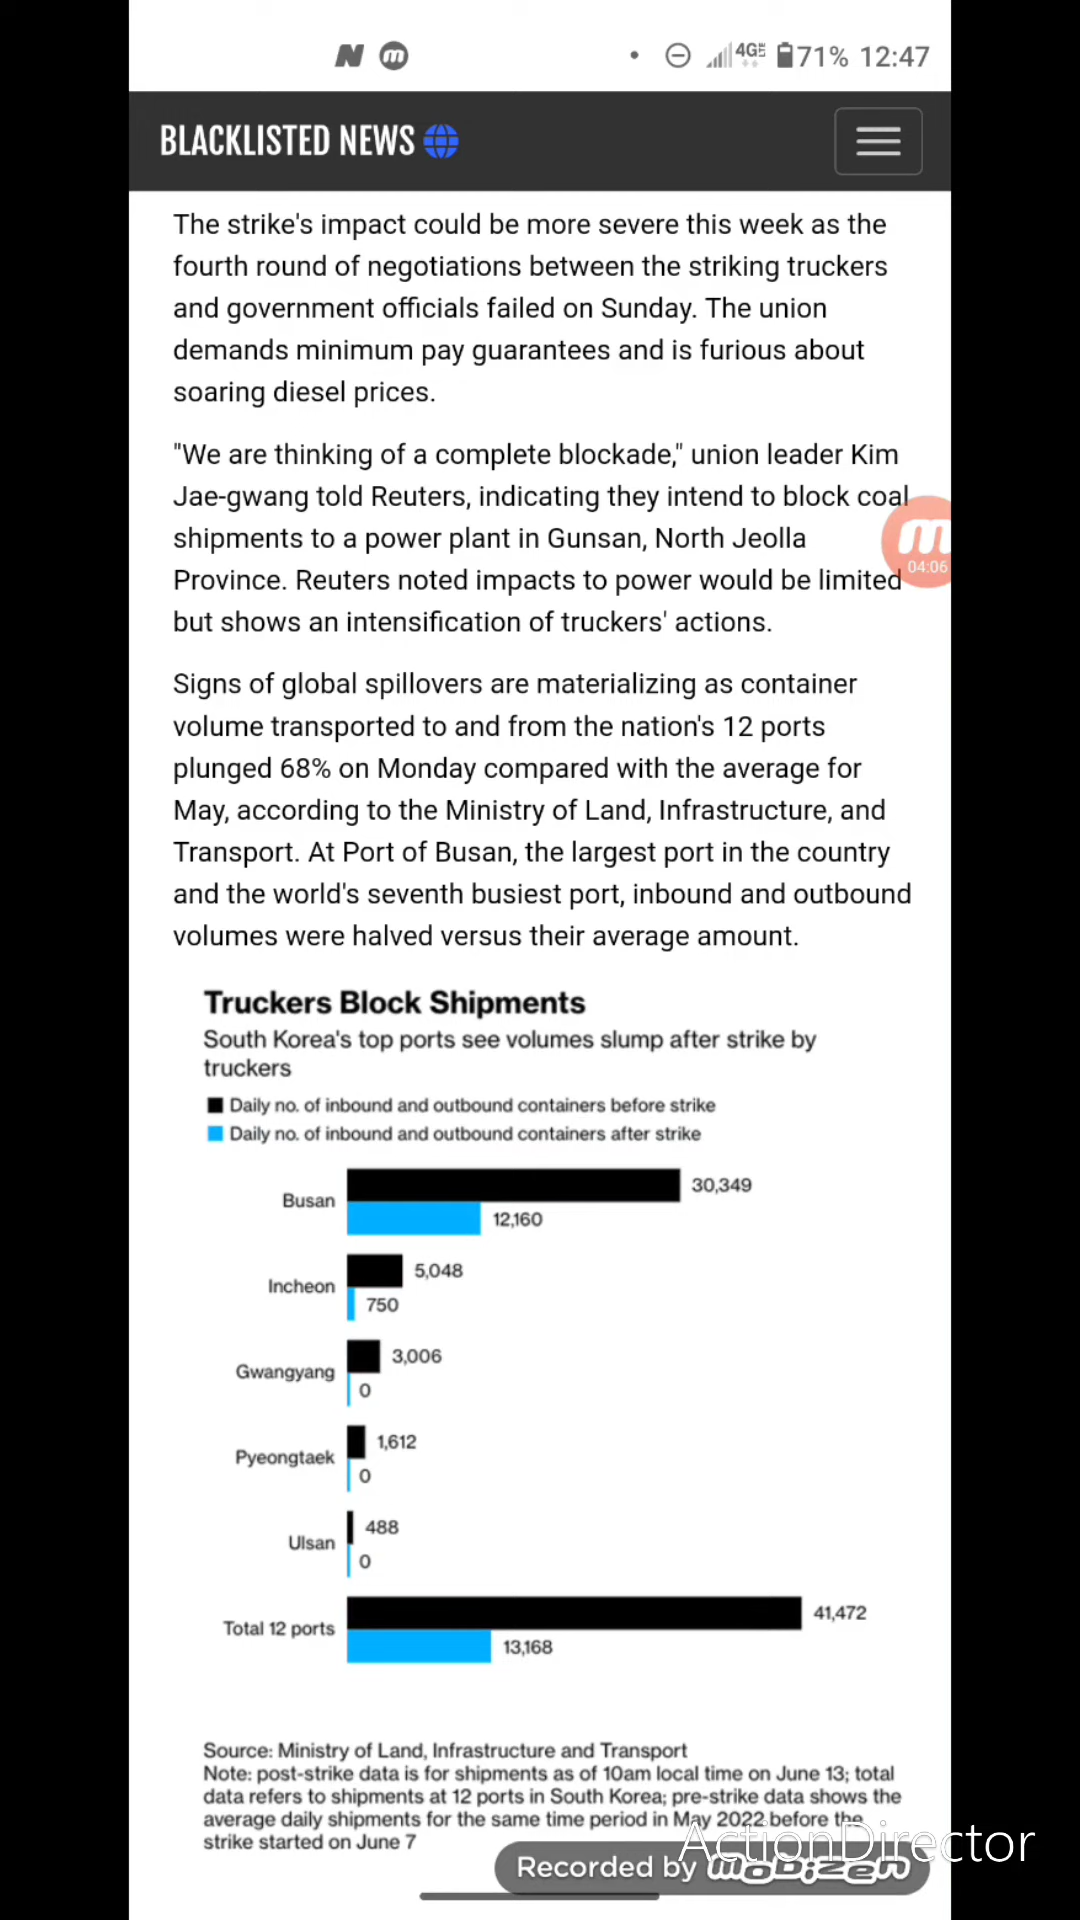 4G 71% 12:47
BLACKLISTED NEWS
The strike's impact could be more severe this week as the
fourth round of negotiations between the striking truckers
and government officials failed on Sunday. The union
demands minimum pay guarantees and is furious about
soaring diesel prices.
"We are thinking of a complete blockade," union leader Kim
Jae-gwang told Reuters, indicating they intend to block coal
shipments to a power plant in Gunsan, North Jeolla
Province. Reuters noted impacts to power would be limited
but shows an intensification of truckers' actions.
04:06
Signs of global spillovers are materializing as container
volume transported to and from the nation's 12 ports
plunged 68% on Monday compared with the average for
May, according to the Ministry of Land, Infrastructure, and
Transport. At Port of Busan, the largest port in the country
and the world's seventh busiest port, inbound and outbound
volumes were halved versus their average amount.
Truckers Block Shipments
South Korea's top ports see volumes slump after strike by
truckers
Daily no. of inbound and outbound containers before strike
Daily no. of inbound and outbound containers after strike
Busan
30,349
12,160
Incheon
5,048
750
Gwangyang
3,006
0
Pyeongtaek
1,612
0
Ulsan
488
0
Total 12 ports
41,472
13,168
Source: Ministry of Land, Infrastructure and Transport
Note: post-strike data is for shipments as of 10am local time on June 13; total
data refers to shipments at 12 ports in South Korea; pre-strike data shows the
average daily shipments for the same time period in May 2022 before the
strike started on June 7
ActionDirector
Recorded by mobizen